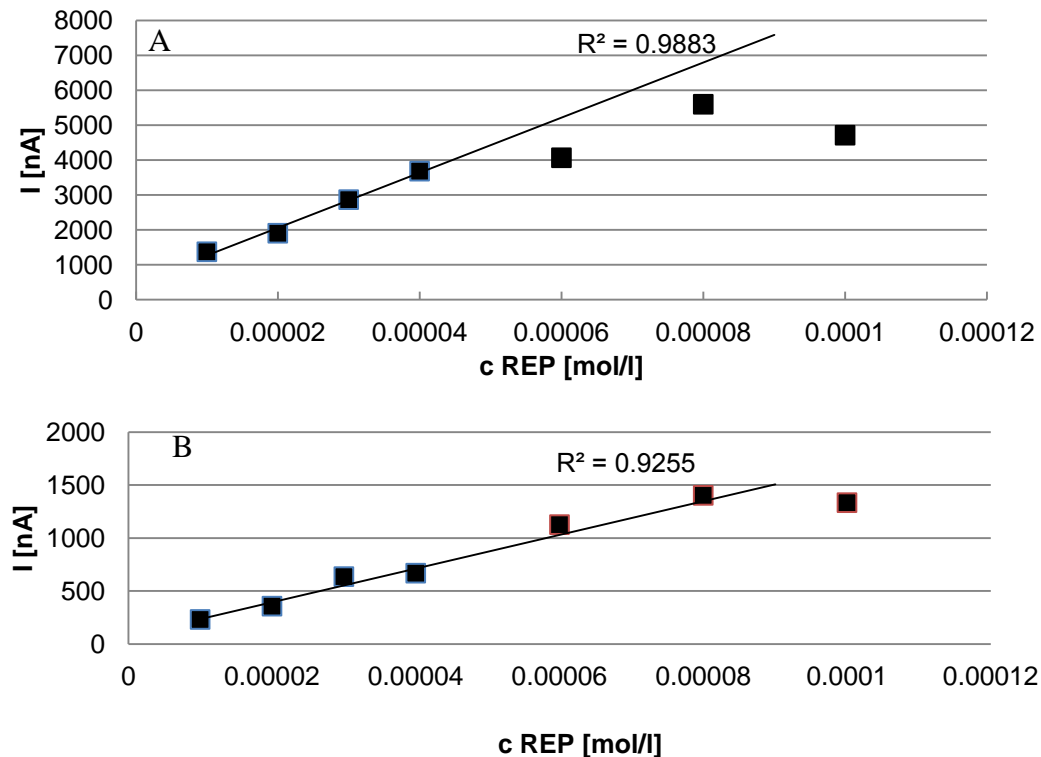 A
R² = 0.9883
8000
7000
6000
5000
4000
3000
2000
1000
0
I [nA]
0 0.00002 0.00004 0.00006 0.00008 0.0001 0.00012
c REP [mol/l]
B
R² = 0.9255
2000
1500
1000
500
0
I [nA]
0 0.00002 0.00004 0.00006 0.00008 0.0001 0.00012
c REP [mol/l]